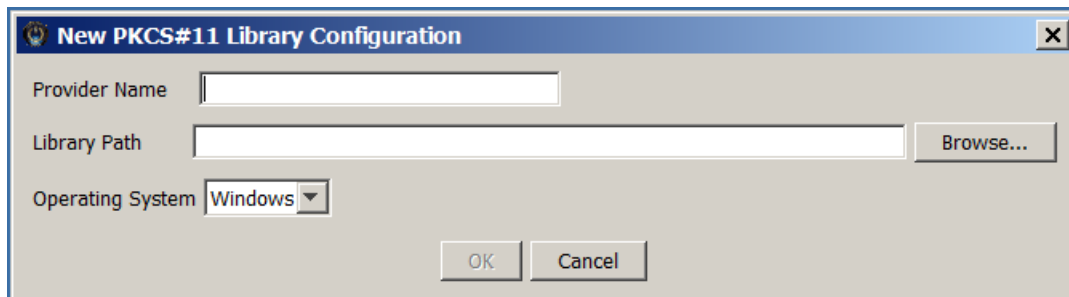 New PKCS#11 Library Configuration
Provider Name
Library Path Browse...
Operating System Windows
OK Cancel